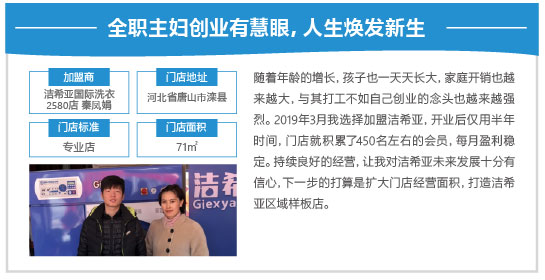 全职主妇创业有慧眼，人生焕发新生
加盟商
洁希亚国际洗衣
2580店 秦凤娟
门店地址
河北省唐山市滦县
门店标准
专业店
门店面积
71㎡
洁希
Giexya
随着年龄的增长，孩子也一天天长大，家庭开销也越
来越大，与其打工不如自己创业的念头也越来越强
烈。2019年3月我选择加盟洁希亚，开业后仅用半年
时间，门店就积累了450名左右的会员，每月盈利稳
定。持续良好的经营，让我对洁希亚未来发展十分有
信心，下一步的打算是扩大门店经营面积，打造洁希
亚区域样板店。